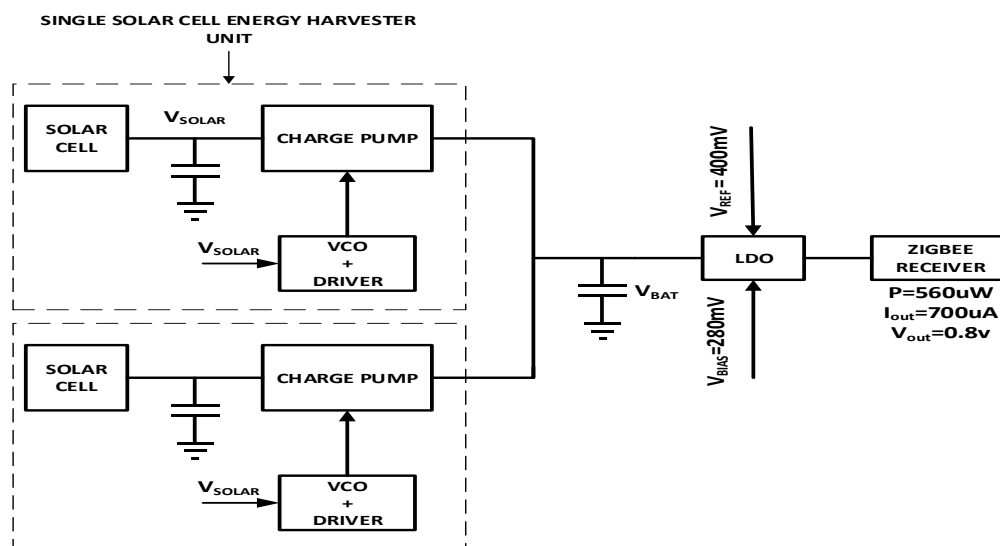 SINGLE SOLAR CELL ENERGY HARVESTER
UNIT
SOLAR
CELL
VSOLAR
CHARGE PUMP
VSOLAR
VCO
+
DRIVER
SOLAR
CELL
CHARGE PUMP
VSOLAR
VCO
+
DRIVER
VBAT
VREF = 400mV
LDO
VBIAS=280mV
ZIGBEE
RECEIVER
P=560uW
Iout=700uA
Vout=0.8v